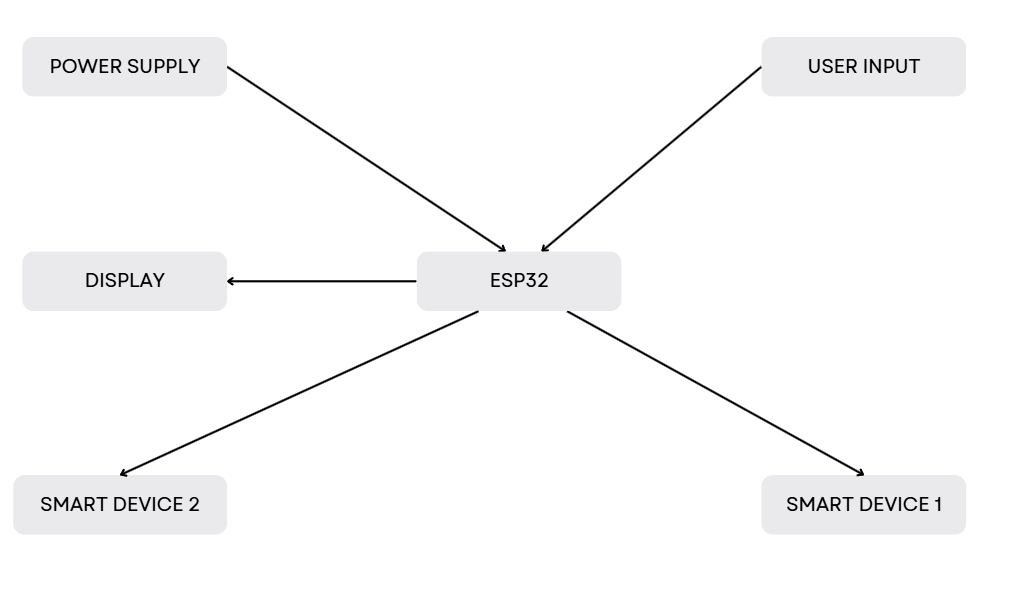 POWER SUPPLY
USER INPUT
DISPLAY
ESP32
SMART DEVICE 2
SMART DEVICE 1